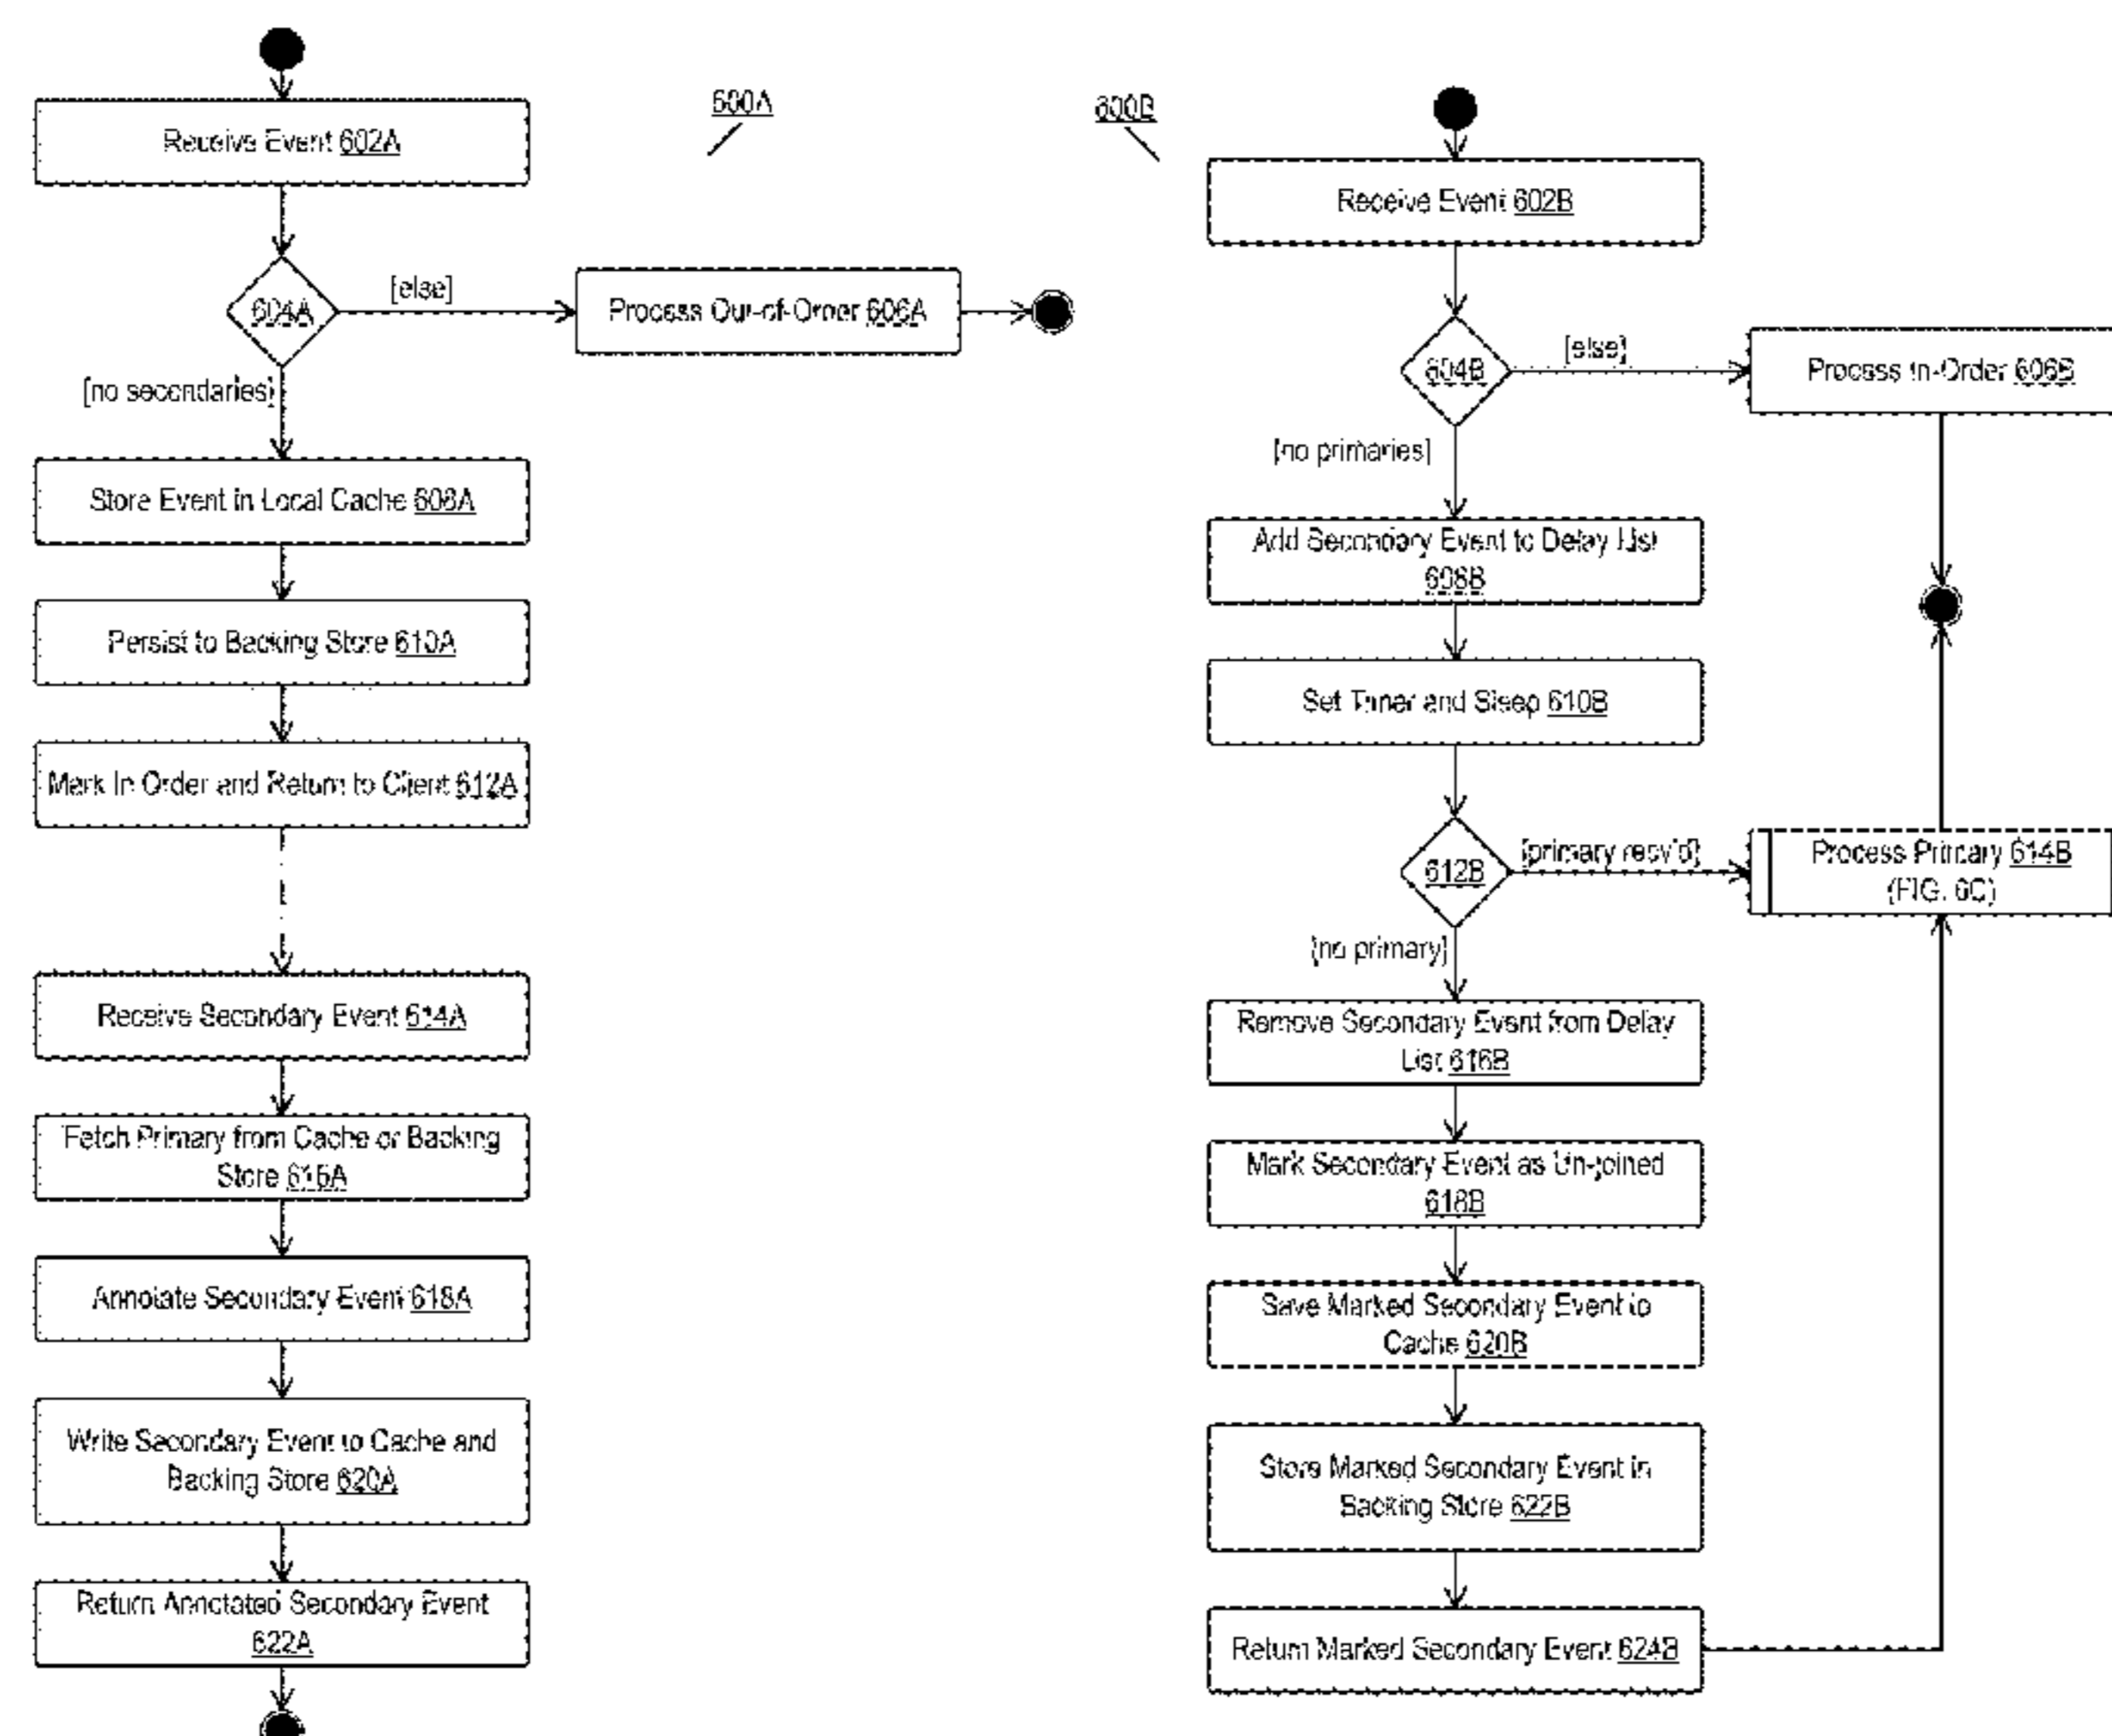 600A
Receive Event 602A
604A
[else]
Process Out-of-Order 606A
[no secondaries]
Store Event in Local Cache 608A
Persist to Backing Store 610A
Mark In Order and Return to Client 612A
Receive Secondary Event 614A
Fetch Primary from Cache or Backing
Store 616A
Annotate Secondary Event 618A
Write Secondary Event to Cache and
Backing Store 620A
Return Annotated Secondary Event
622A
600B
Receive Event 602B
604B
[else]
Process In-Order 606B
[no primaries]
Add Secondary Event to Delay List
608B
Set Timer and Sleep 610B
612B
[primary recv'd]
Process Primary 614B
(FIG. 6C)
[no primary]
Remove Secondary Event from Delay
List 616B
Mark Secondary Event as Un-joined
618B
Save Marked Secondary Event to
Cache 620B
Store Marked Secondary Event in
Backing Store 622B
Return Marked Secondary Event 624B